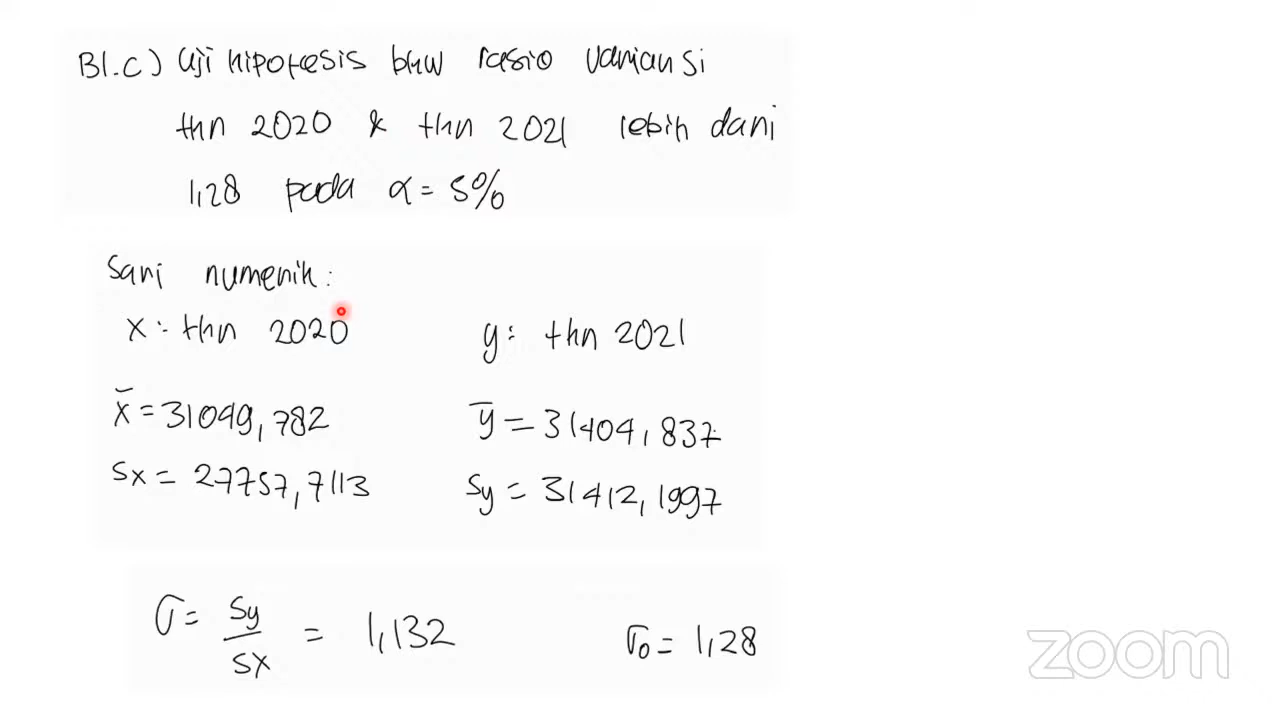 B1.c) Uji hipotesis bhw rasio variansi
thn 2020 & thn 2021 lebih dari
1,28 pada α = 5%
Sari numerik:
x: thn 2020
y: thn 2021
x̄ = 31049,782
ȳ = 31404,837
Sx = 27757,7113
Sy = 31412,1997
σ = Sy/Sx = 1,132
σ₀ = 1,28
zoom